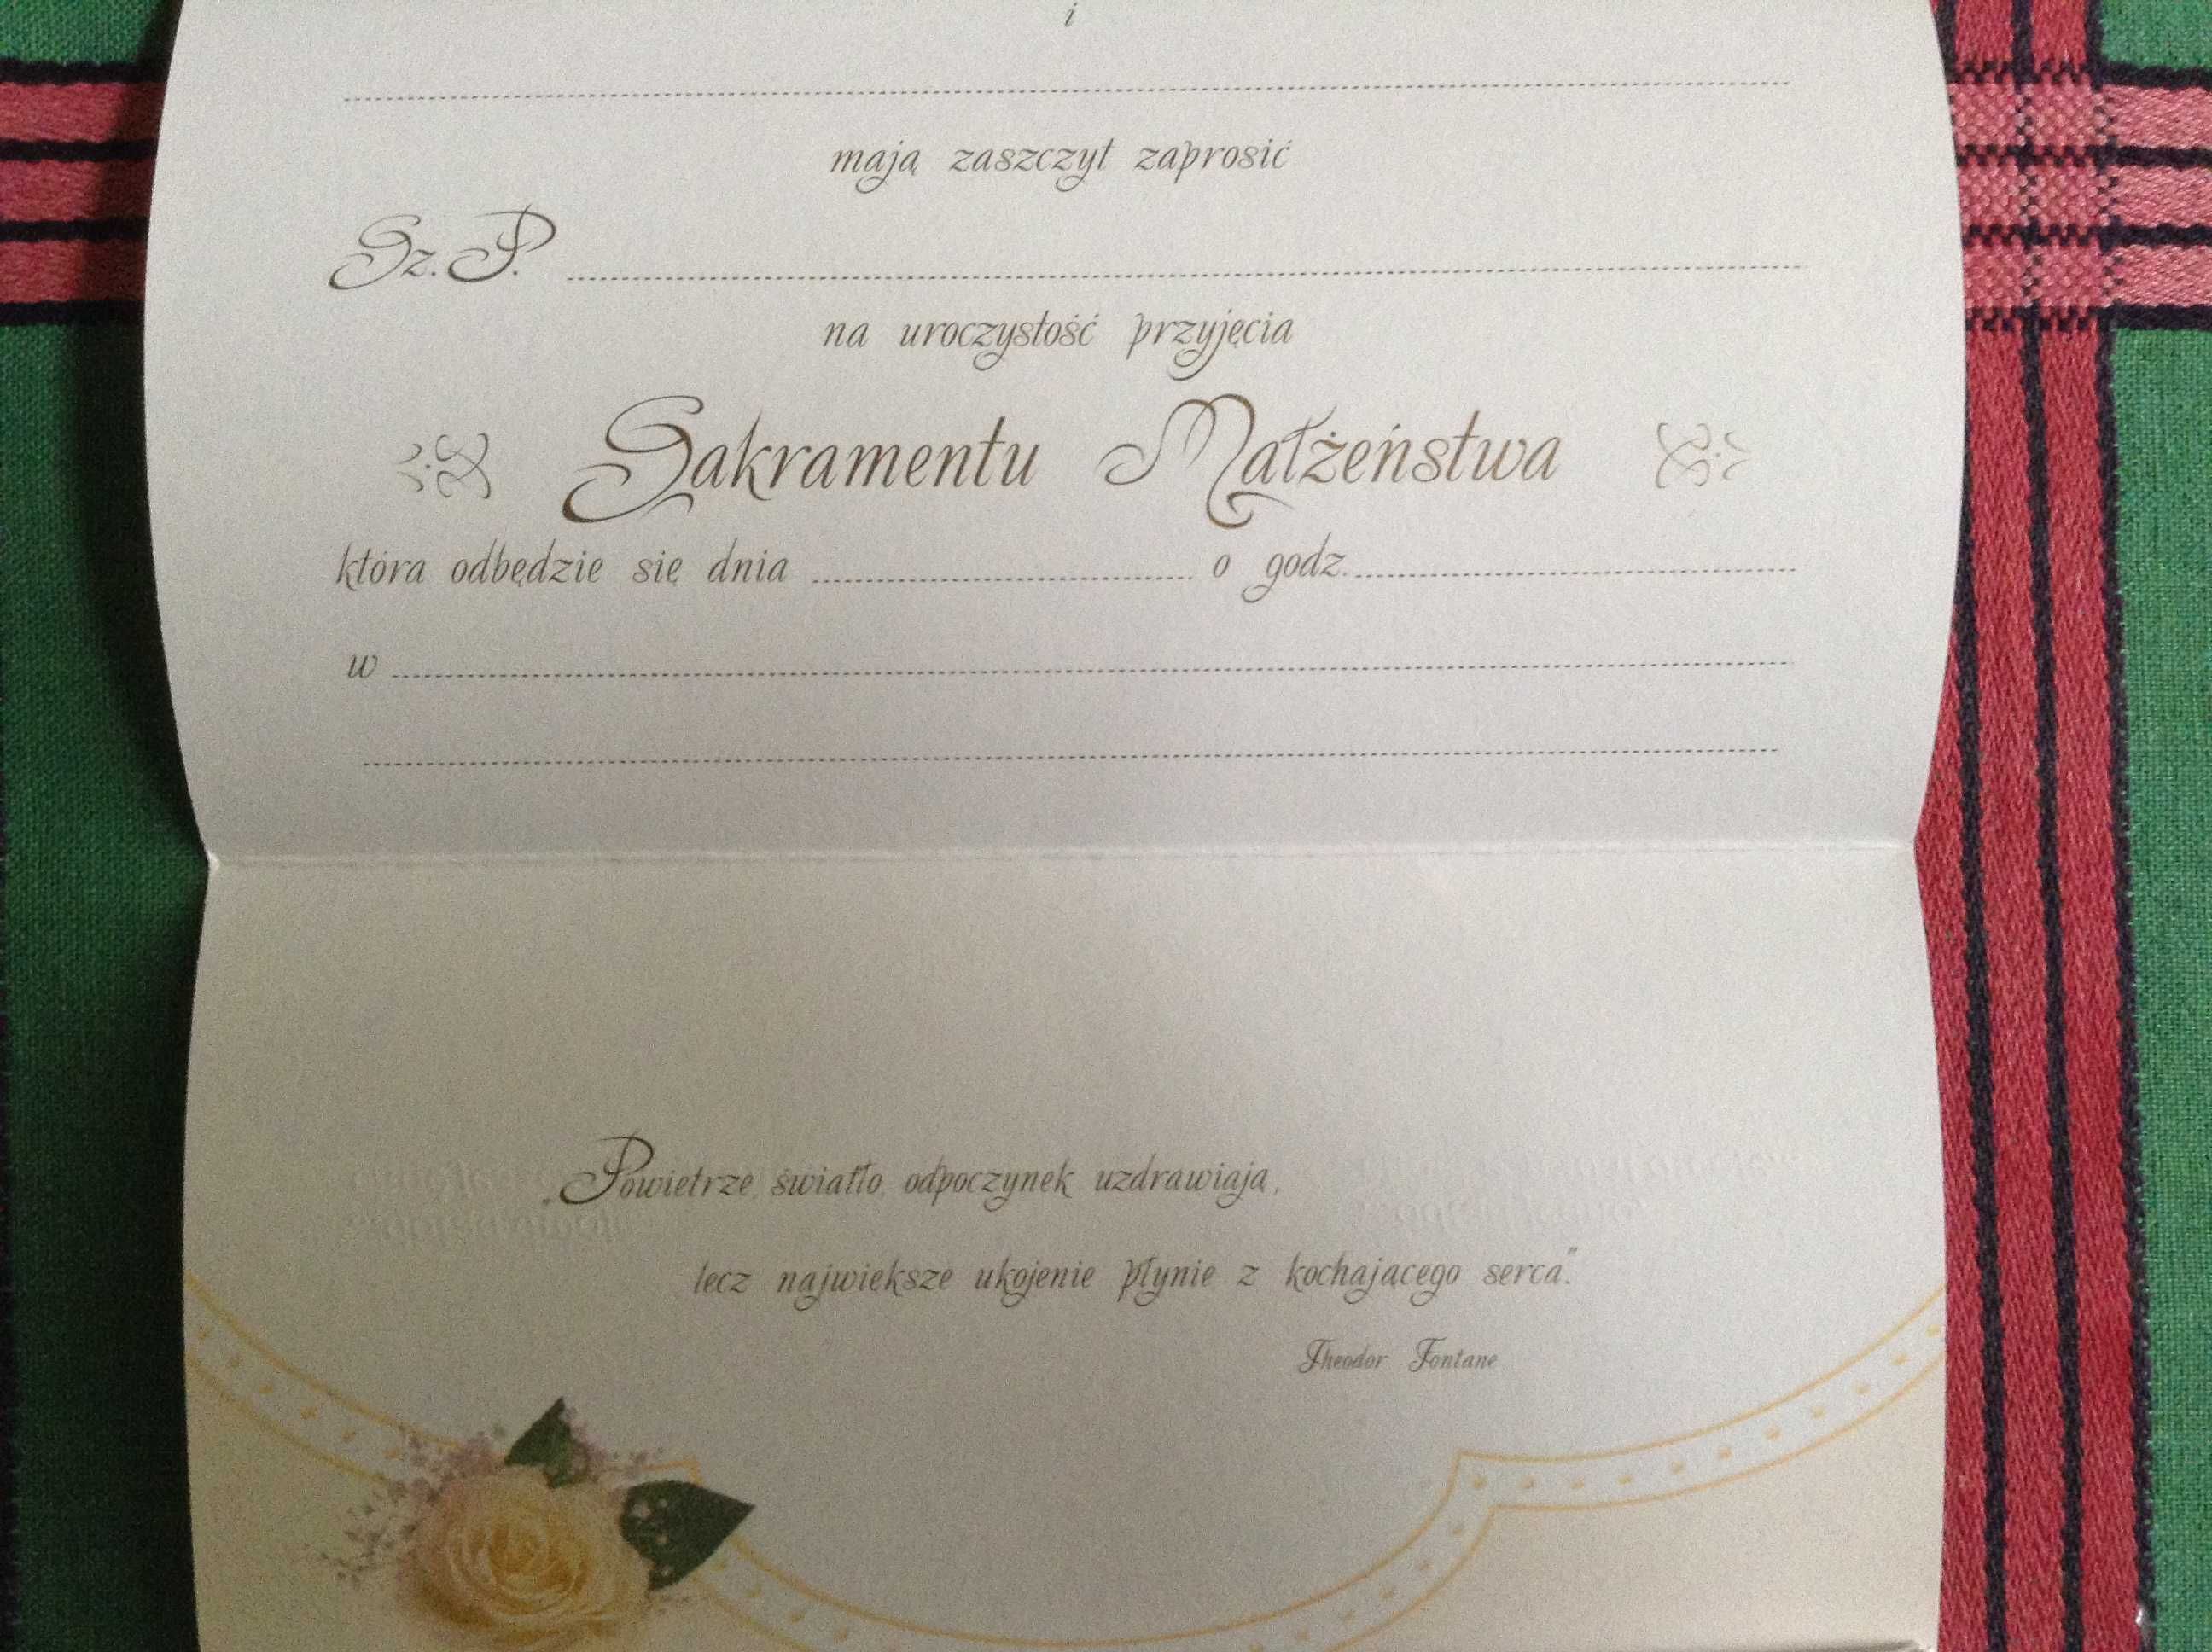 i
mają zaszczyt zaprosić
Sz. P.
na uroczystość przyjęcia
Sakramentu Małżeństwa
która odbędzie się dnia o godz.
w
„Powietrze, światło, odpoczynek uzdrawiają,
lecz największe ukojenie płynie z kochającego serca."
Theodor Fontane